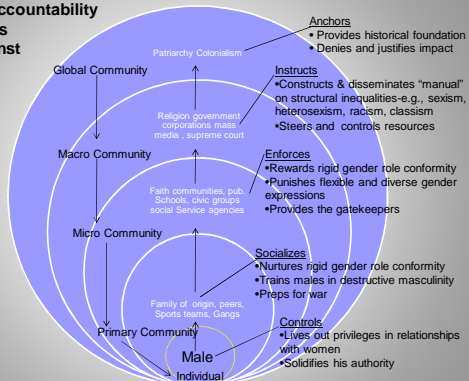 ccountability
s
nst
Patriarchy Colonialism
Anchors
• Provides historical foundation
• Denies and justifies impact
Global Community
Religion government
corporations mass
media , supreme court
Instructs
•Constructs & disseminates “manual”
on structural inequalities-e.g., sexism,
heterosexism, racism, classism
•Steers and controls resources
Macro Community
Faith communities, pub.
Schools, civic groups
social Service agencies
Enforces
•Rewards rigid gender role conformity
•Punishes flexible and diverse gender
expressions
•Provides the gatekeepers
Micro Community
Family of origin, peers,
Sports teams, Gangs
Socializes
•Nurtures rigid gender role conformity
•Trains males in destructive masculinity
•Preps for war
Primary Community
Male
Individual
Controls
•Lives out privileges in relationships
with women
•Solidifies his authority